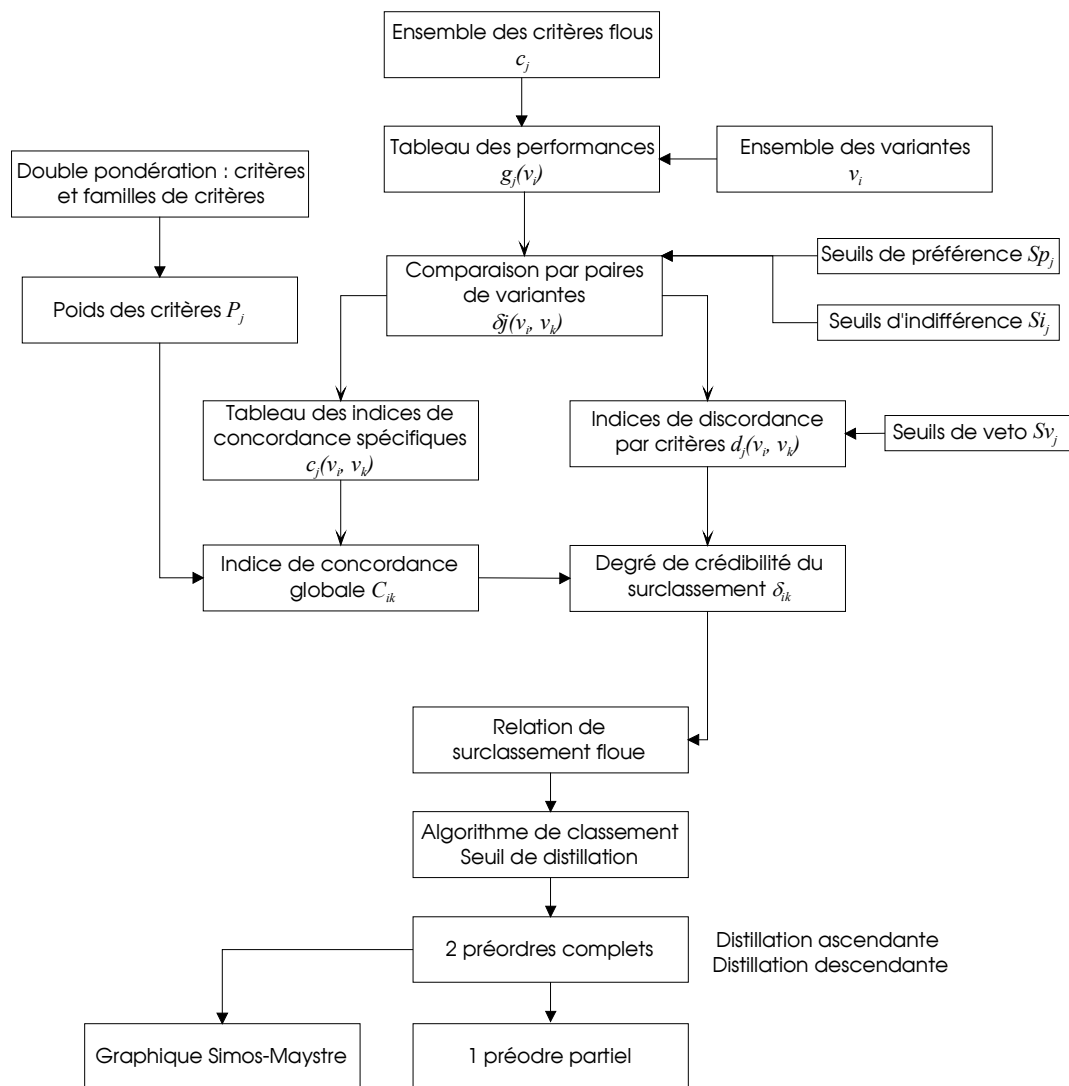 Ensemble des critères flous
c_j
Tableau des performances
g_j(v_i)
Ensemble des variantes
v_i
Double pondération : critères
et familles de critères
Seuils de préférence Sp_j
Comparaison par paires
de variantes
δj(v_i, v_k)
Poids des critères P_j
Seuils d'indifférence Si_j
Tableau des indices de
concordance spécifiques
c_j(v_i, v_k)
Indices de discordance
par critères d_j(v_i, v_k)
Seuils de veto Sv_j
Indice de concordance
globale C_ik
Degré de crédibilité du
surclassement δ_ik
Relation de
surclassement floue
Algorithme de classement
Seuil de distillation
2 préordres complets
Distillation ascendante
Distillation descendante
Graphique Simos-Maystre
1 préodre partiel